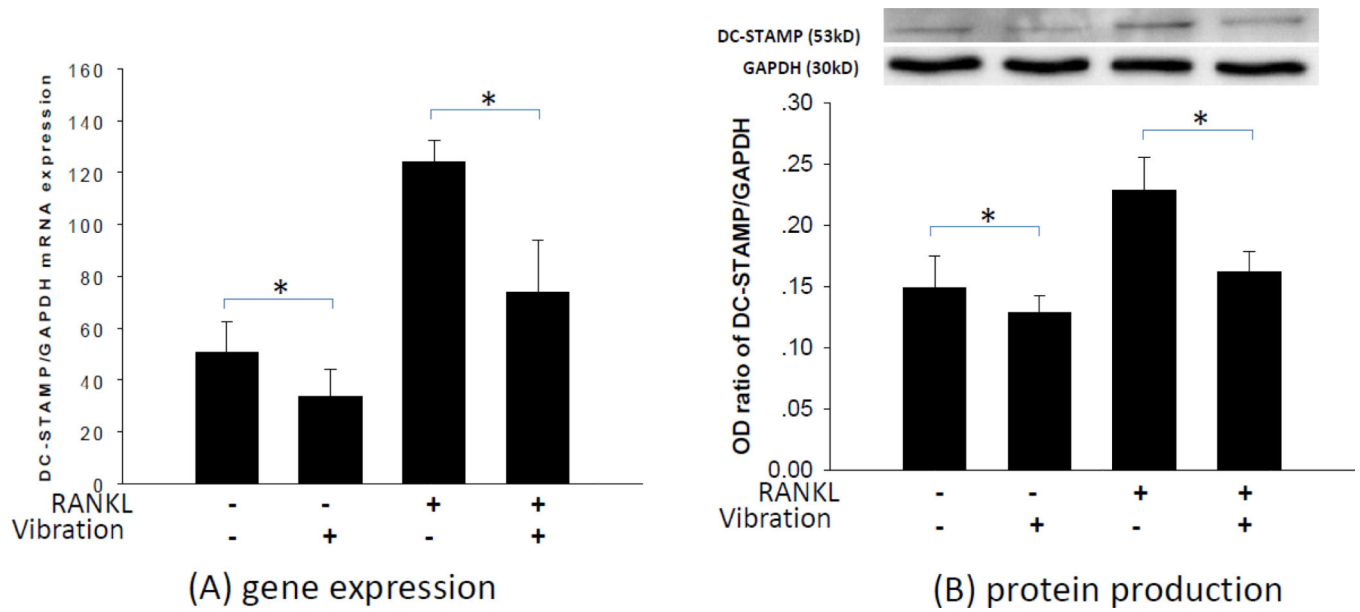 DC-STAMP/GAPDH mRNA expression
160
140
120
100
80
60
40
20
0
*
*
RANKL - - + +
Vibration - + - +
(A) gene expression
DC-STAMP (53kD)
GAPDH (30kD)
OD ratio of DC-STAMP/GAPDH
.30
.25
.20
.15
.10
.05
0.00
*
*
RANKL - - + +
Vibration - + - +
(B) protein production